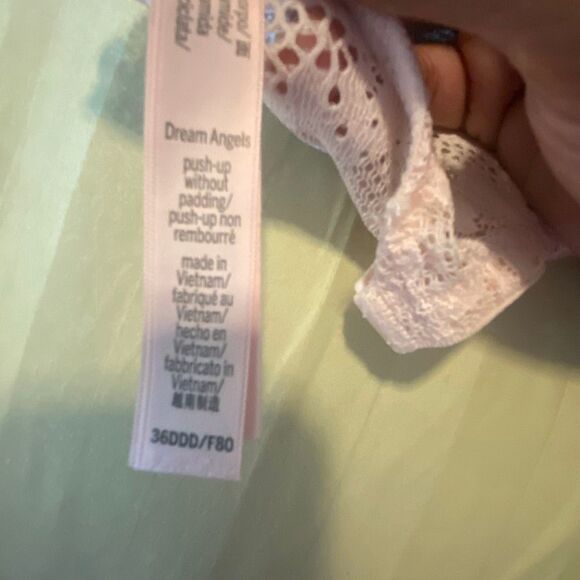 Dream Angels
push-up
without
padding/
push-up non
rembourré
made in
Vietnam/
fabriqué au
Vietnam/
hecho en
Vietnam/
fabbricato in
Vietnam/
越南制造
36DDD/F80